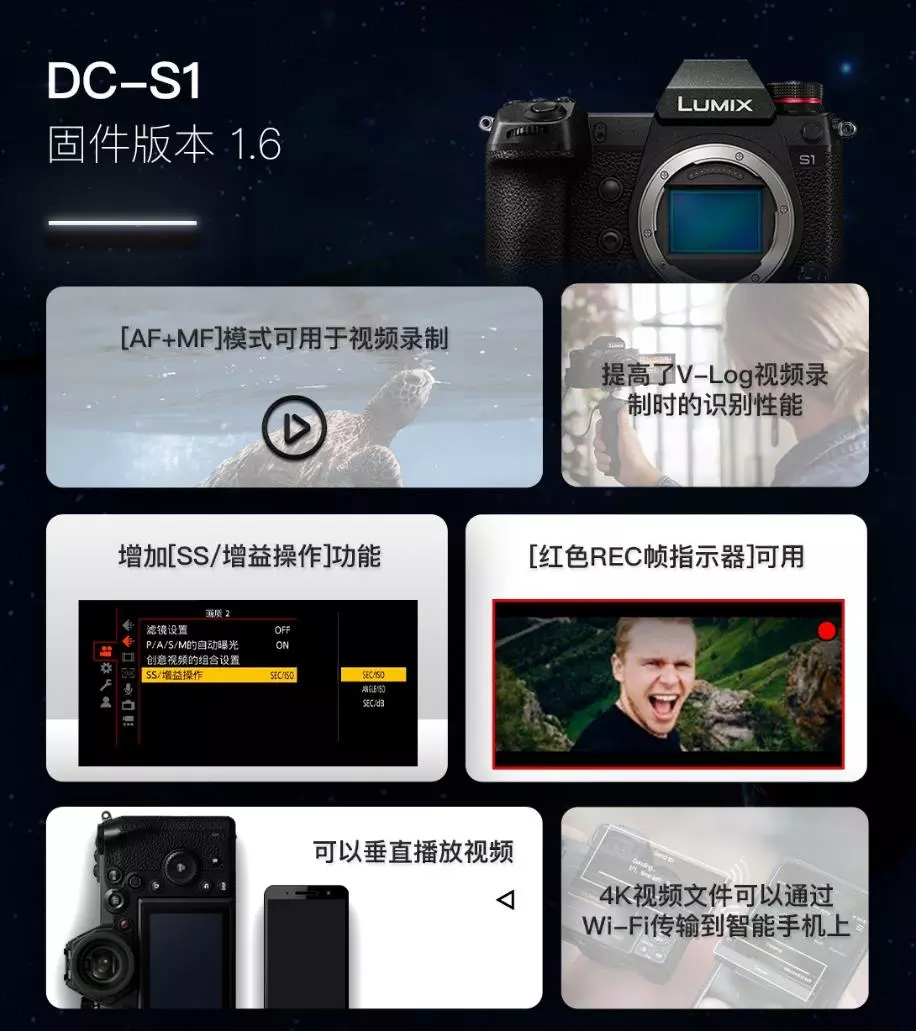 DC-S1
固件版本 1.6
LUMIX
S1
[AF+MF]模式可用于视频录制
提高了V-Log视频录
制时的识别性能
增加[SS/增益操作]功能
画质 2
滤镜设置 OFF
P/A/S/M的自动曝光 ON
创意视频的组合设置
SS/增益操作 SEC/ISO
SEC/ISO
ANGLE/ISO
SEC/dB
[红色REC帧指示器]可用
可以垂直播放视频
4K视频文件可以通过
Wi-Fi传输到智能手机上